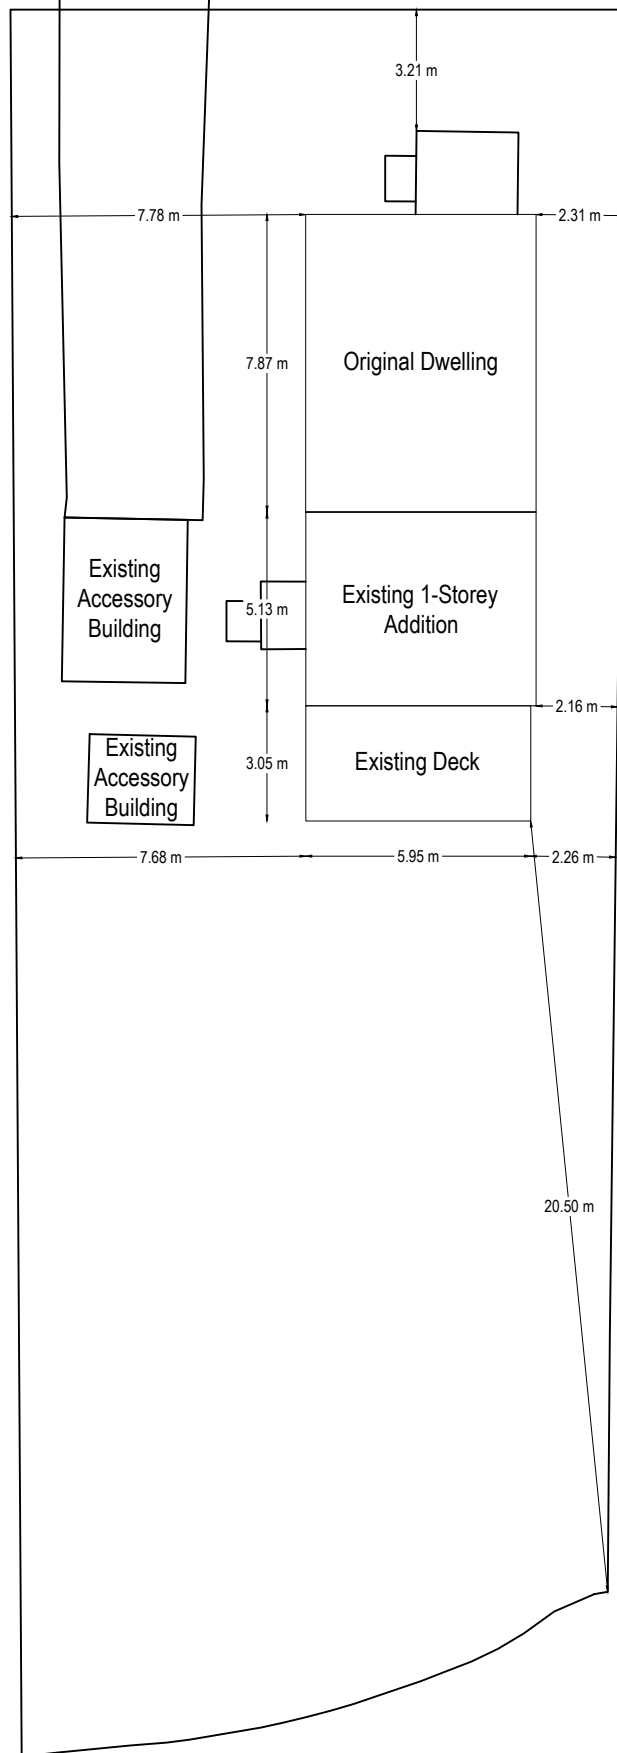 3.21 m
7.78 m
2.31 m
7.87 m
Original Dwelling
Existing
Accessory
Building
5.13 m
Existing 1-Storey
Addition
2.16 m
Existing
Accessory
Building
3.05 m
Existing Deck
7.68 m
5.95 m
2.26 m
20.50 m